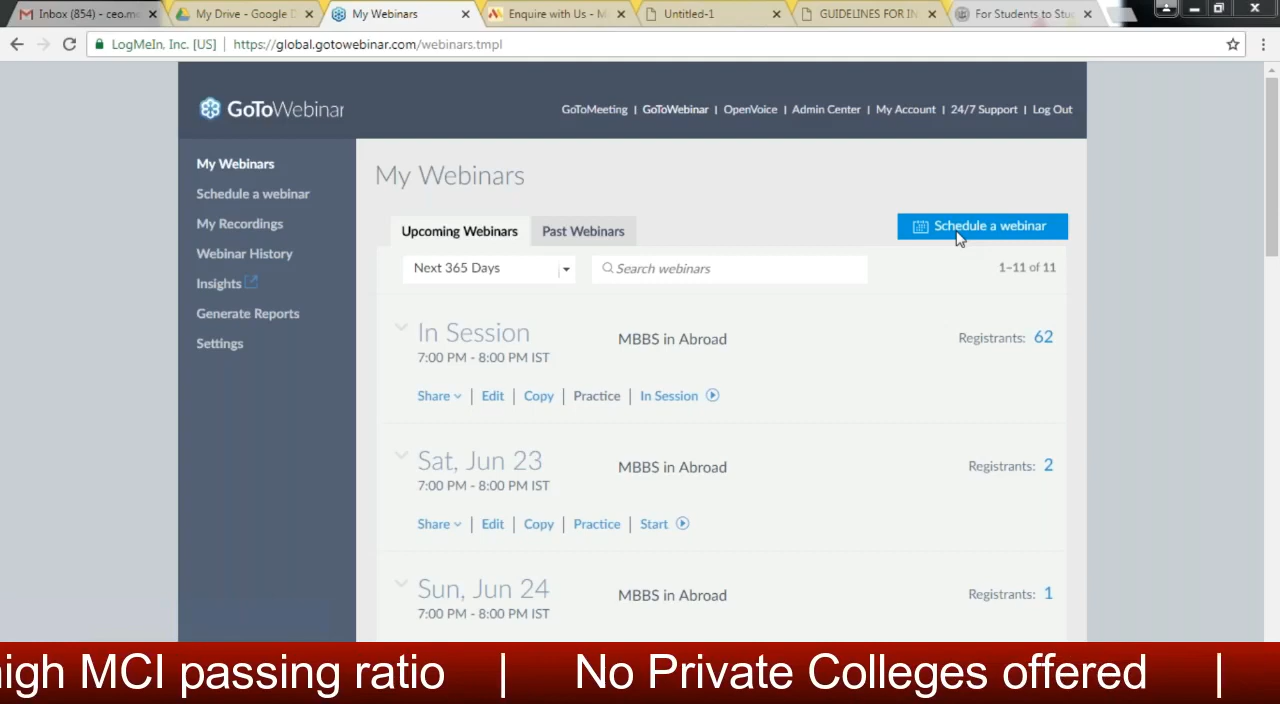 Inbox (854) - ceo.m
My Drive - Google D
My Webinars
Enquire with Us - M
Untitled-1
GUIDELINES FOR IN
For Students to Stu
LogMeIn, Inc. [US] | https://global.gotowebinar.com/webinars.tmpl
GoToWebinar
GoToMeeting | GoToWebinar | OpenVoice | Admin Center | My Account | 24/7 Support | Log Out
My Webinars
Schedule a webinar
My Recordings
Webinar History
Insights
Generate Reports
Settings
My Webinars
Upcoming Webinars
Past Webinars
Schedule a webinar
Next 365 Days
Search webinars
1–11 of 11
In Session
MBBS in Abroad
Registrants: 62
7:00 PM - 8:00 PM IST
Share | Edit | Copy | Practice | In Session
Sat, Jun 23
MBBS in Abroad
Registrants: 2
7:00 PM - 8:00 PM IST
Share | Edit | Copy | Practice | Start
Sun, Jun 24
MBBS in Abroad
Registrants: 1
7:00 PM - 8:00 PM IST
igh MCI passing ratio | No Private Colleges offered |